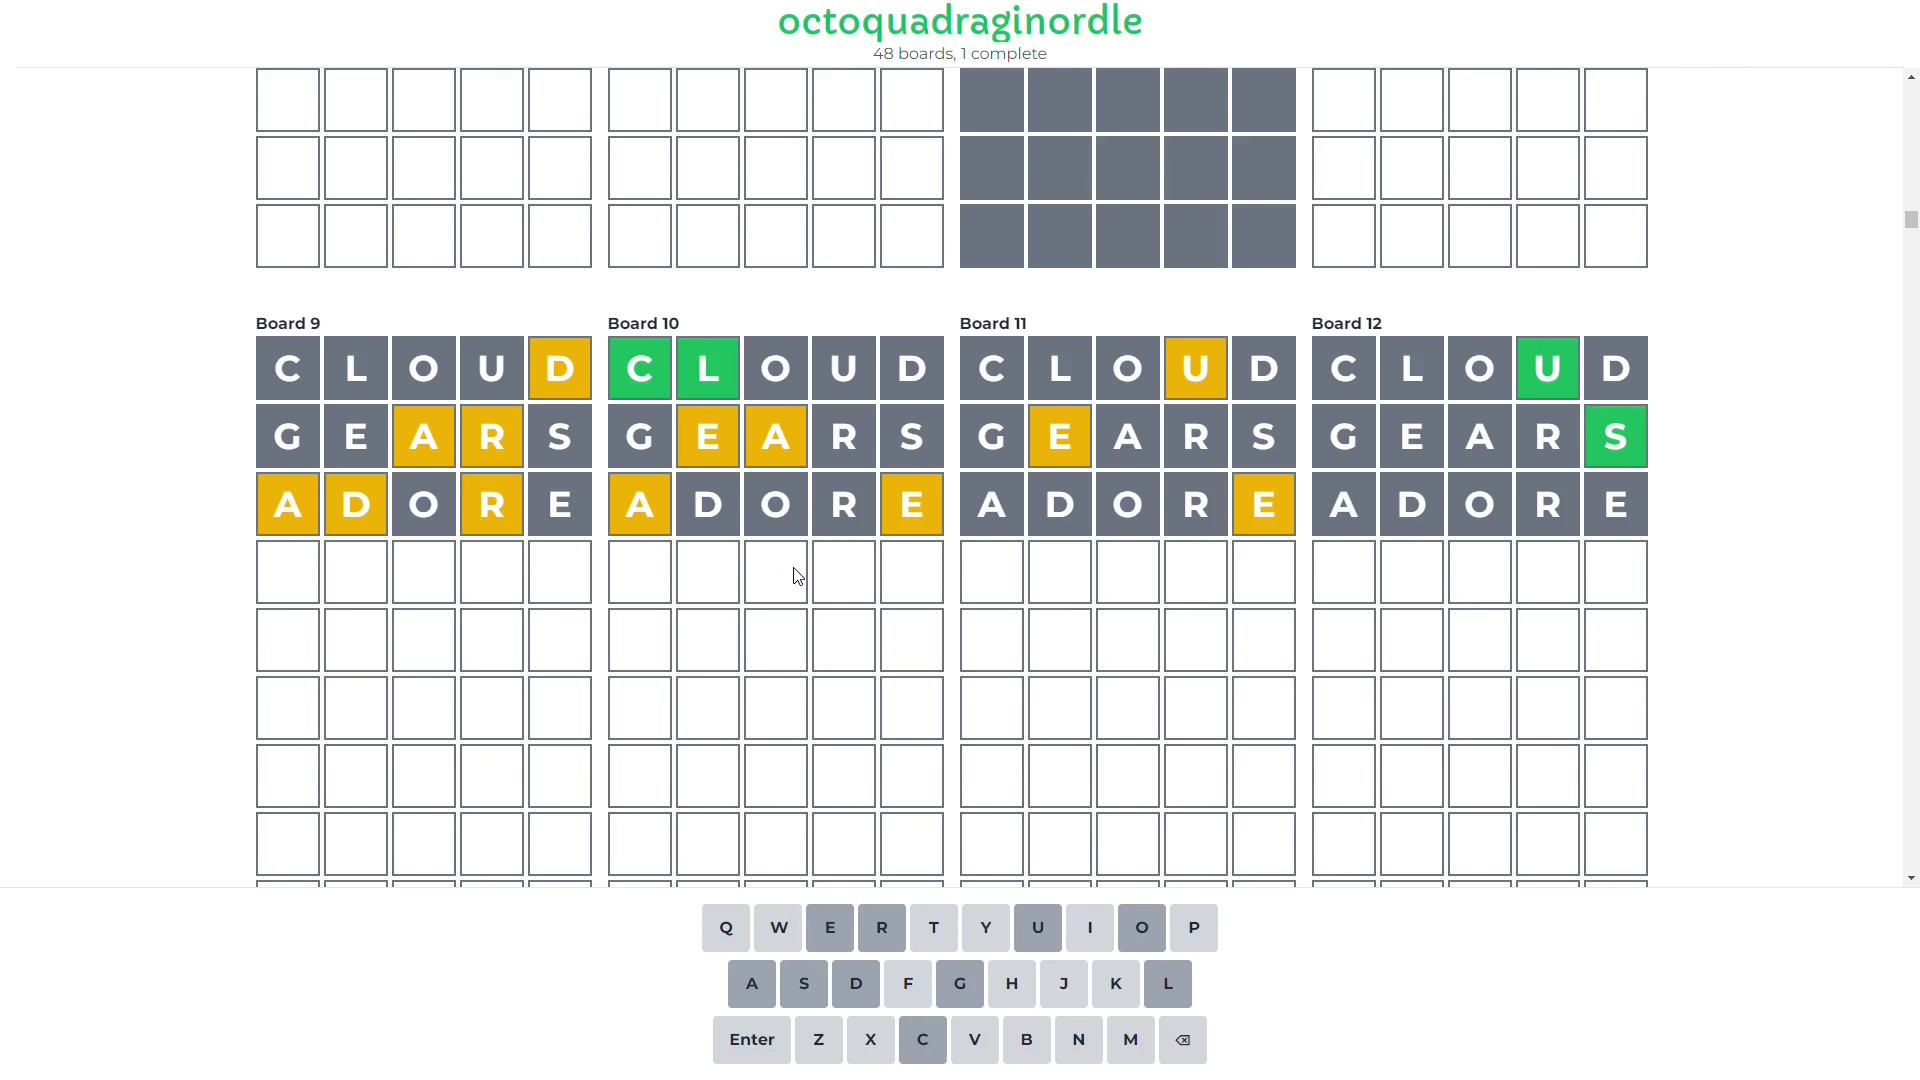 octoquadraginordle
48 boards, 1 complete
Board 9 Board 10 Board 11 Board 12
C L O U D C L O U D C L O U D C L O U D
G E A R S G E A R S G E A R S G E A R S
A D O R E A D O R E A D O R E A D O R E
Q W E R T Y U I O P
A S D F G H J K L
Enter Z X C V B N M